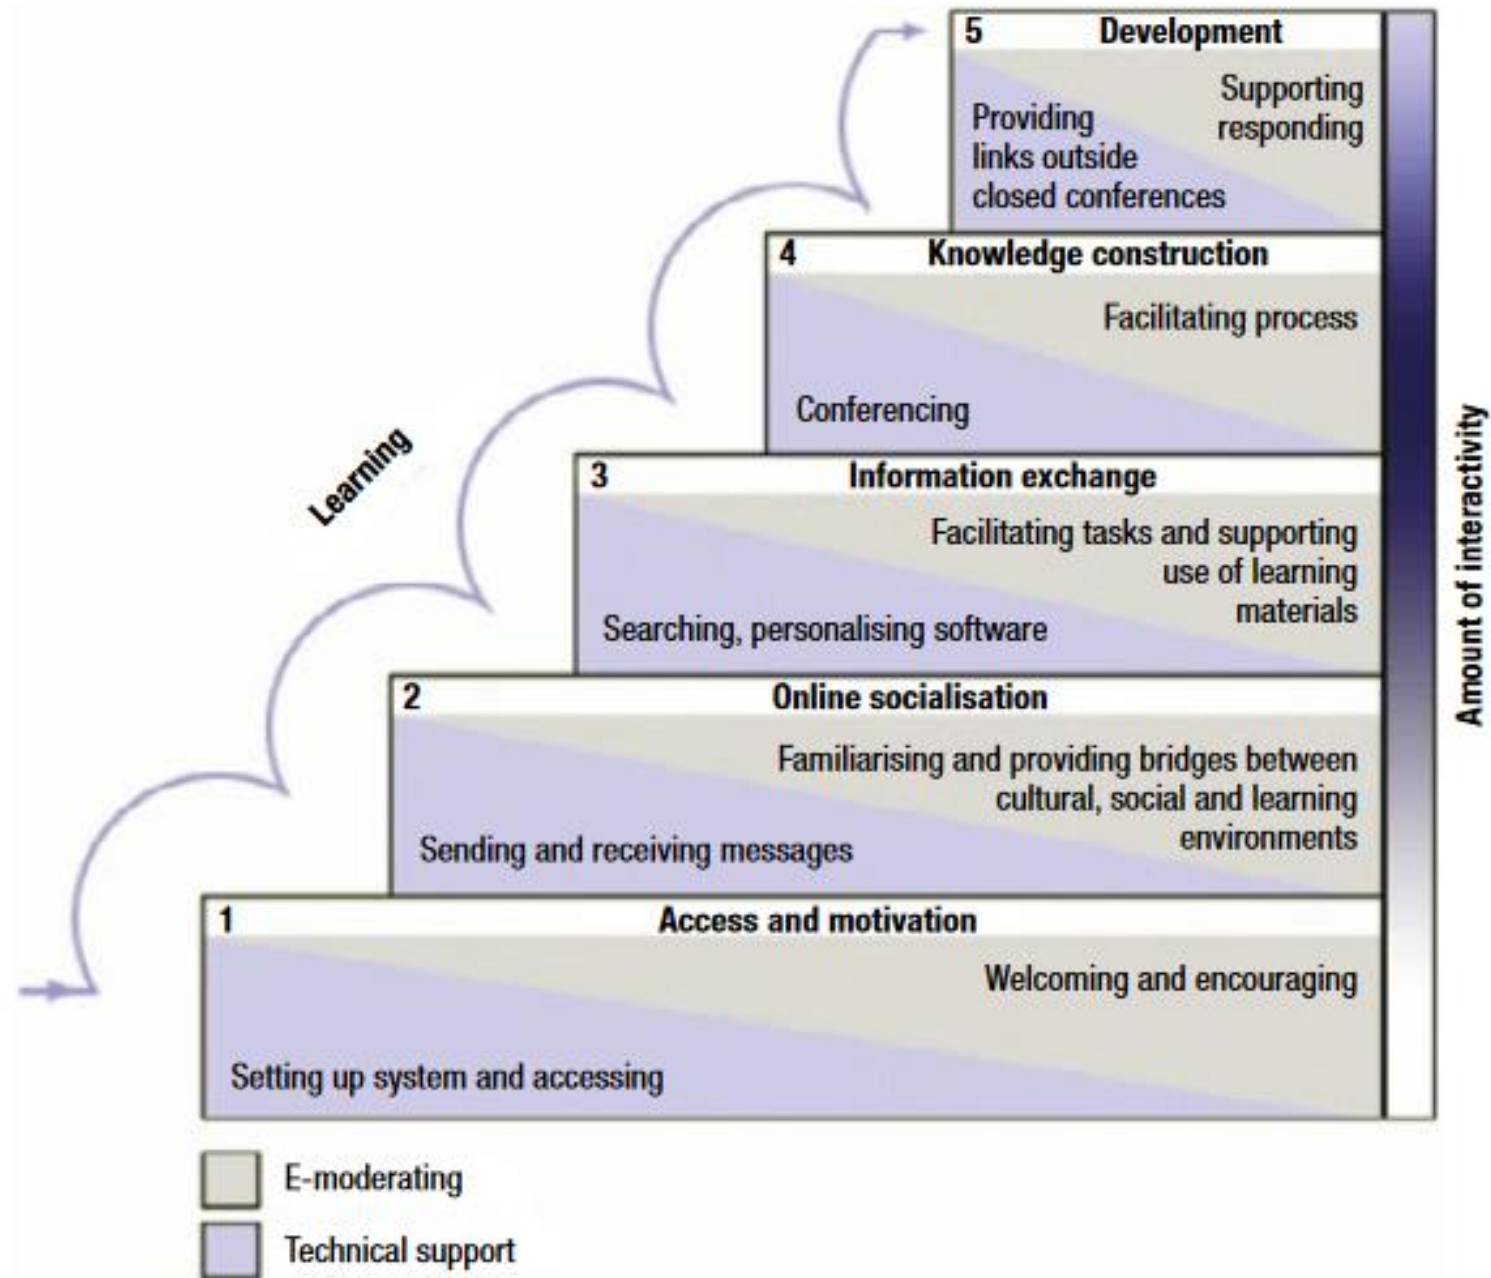 5 Development
Supporting
responding
Providing
links outside
closed conferences
4 Knowledge construction
Facilitating process
Conferencing
3 Information exchange
Facilitating tasks and supporting
use of learning
materials
Searching, personalising software
2 Online socialisation
Familiarising and providing bridges between
cultural, social and learning
environments
Sending and receiving messages
1 Access and motivation
Welcoming and encouraging
Setting up system and accessing
Learning
Amount of interactivity
E-moderating
Technical support